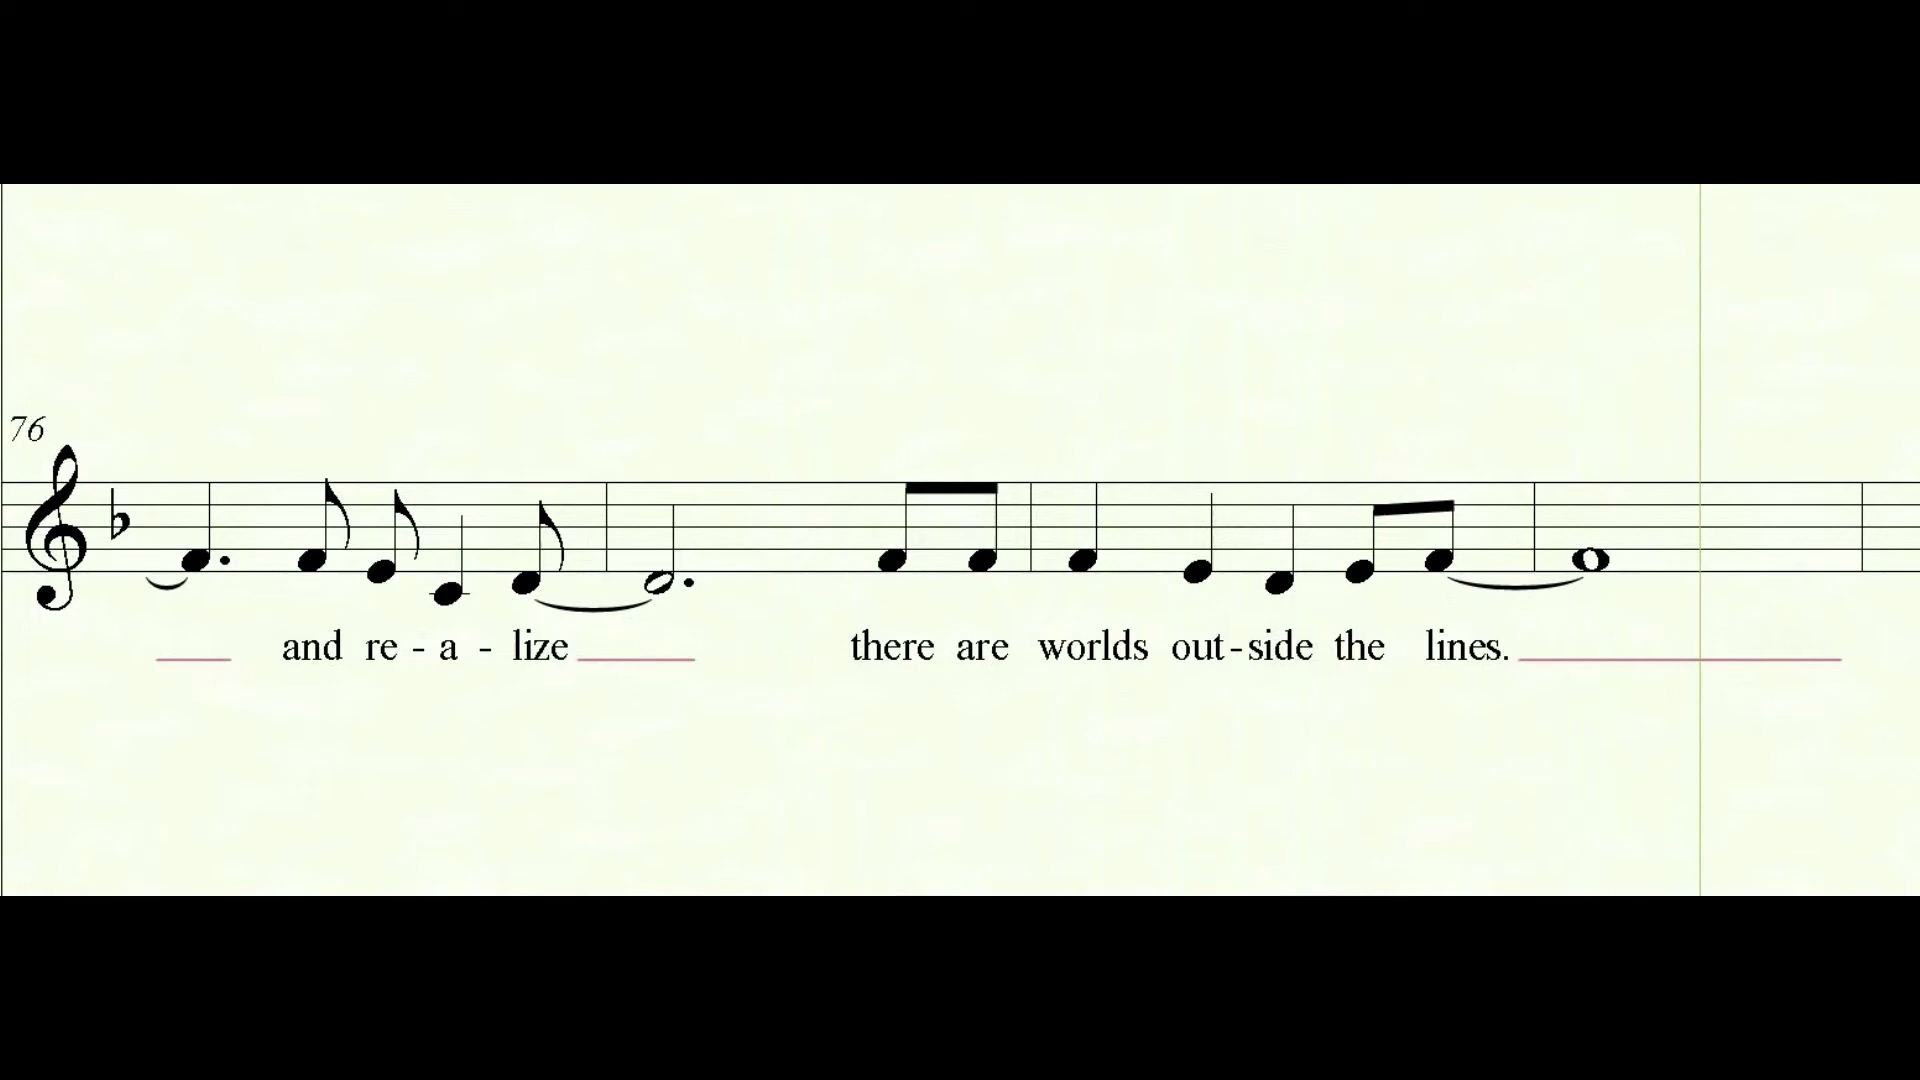 76
and re - a - lize there are worlds out-side the lines.